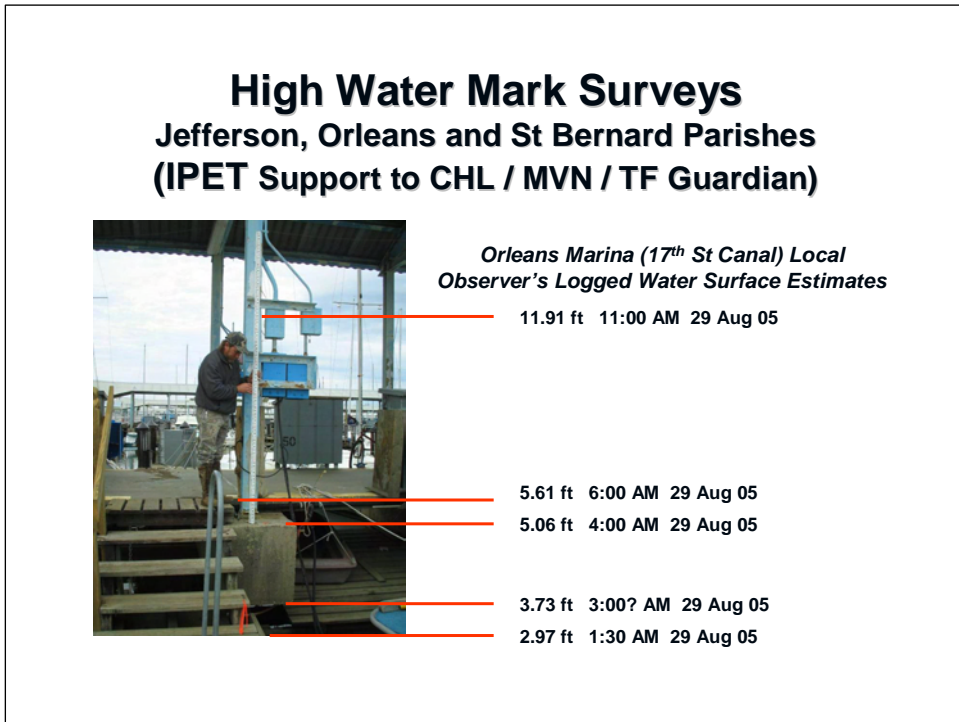 High Water Mark Surveys
Jefferson, Orleans and St Bernard Parishes
(IPET Support to CHL / MVN / TF Guardian)
Orleans Marina (17th St Canal) Local
Observer's Logged Water Surface Estimates
11.91 ft 11:00 AM 29 Aug 05
50
5.61 ft 6:00 AM 29 Aug 05
5.06 ft 4:00 AM 29 Aug 05
3.73 ft 3:00? AM 29 Aug 05
2.97 ft 1:30 AM 29 Aug 05